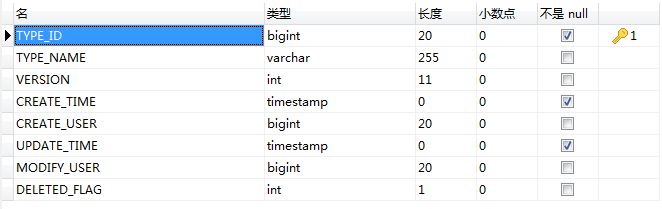 名 类型 长度 小数点 不是 null
TYPE_ID bigint 20 0 1
TYPE_NAME varchar 255 0
VERSION int 11 0
CREATE_TIME timestamp 0 0
CREATE_USER bigint 20 0
UPDATE_TIME timestamp 0 0
MODIFY_USER bigint 20 0
DELETED_FLAG int 1 0